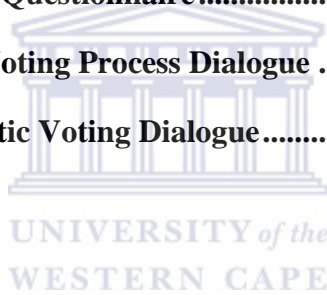 Questionnaire...............
Voting Process Dialogue .
tic Voting Dialogue........
UNIVERSITY of the
WESTERN CAPE